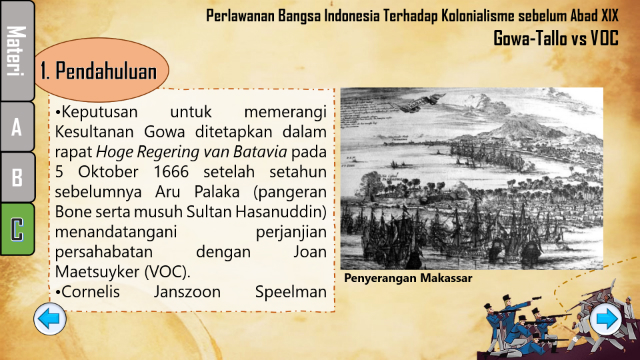 Perlawanan Bangsa Indonesia Terhadap Kolonialisme sebelum Abad XIX
Gowa-Tallo vs VOC
Materi
A
B
C
1. Pendahuluan
•Keputusan untuk memerangi
Kesultanan Gowa ditetapkan dalam
rapat Hoge Regering van Batavia pada
5 Oktober 1666 setelah setahun
sebelumnya Aru Palaka (pangeran
Bone serta musuh Sultan Hasanuddin)
menandatangani perjanjian
persahabatan dengan Joan
Maetsuyker (VOC).
•Cornelis Janszoon Speelman
Penyerangan Makassar